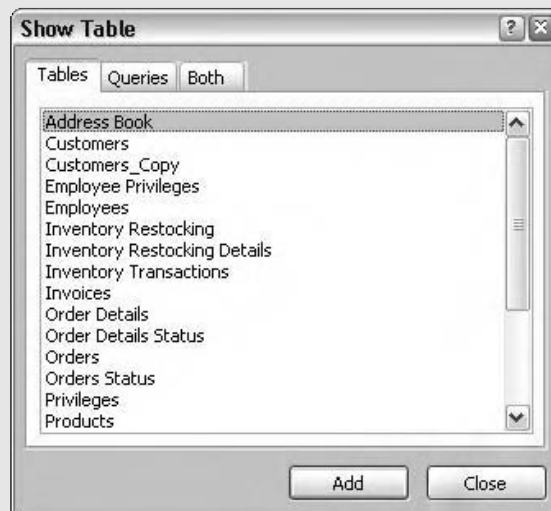 Show Table
Tables Queries Both
Address Book
Customers
Customers_Copy
Employee Privileges
Employees
Inventory Restocking
Inventory Restocking Details
Inventory Transactions
Invoices
Order Details
Order Details Status
Orders
Orders Status
Privileges
Products
Add Close